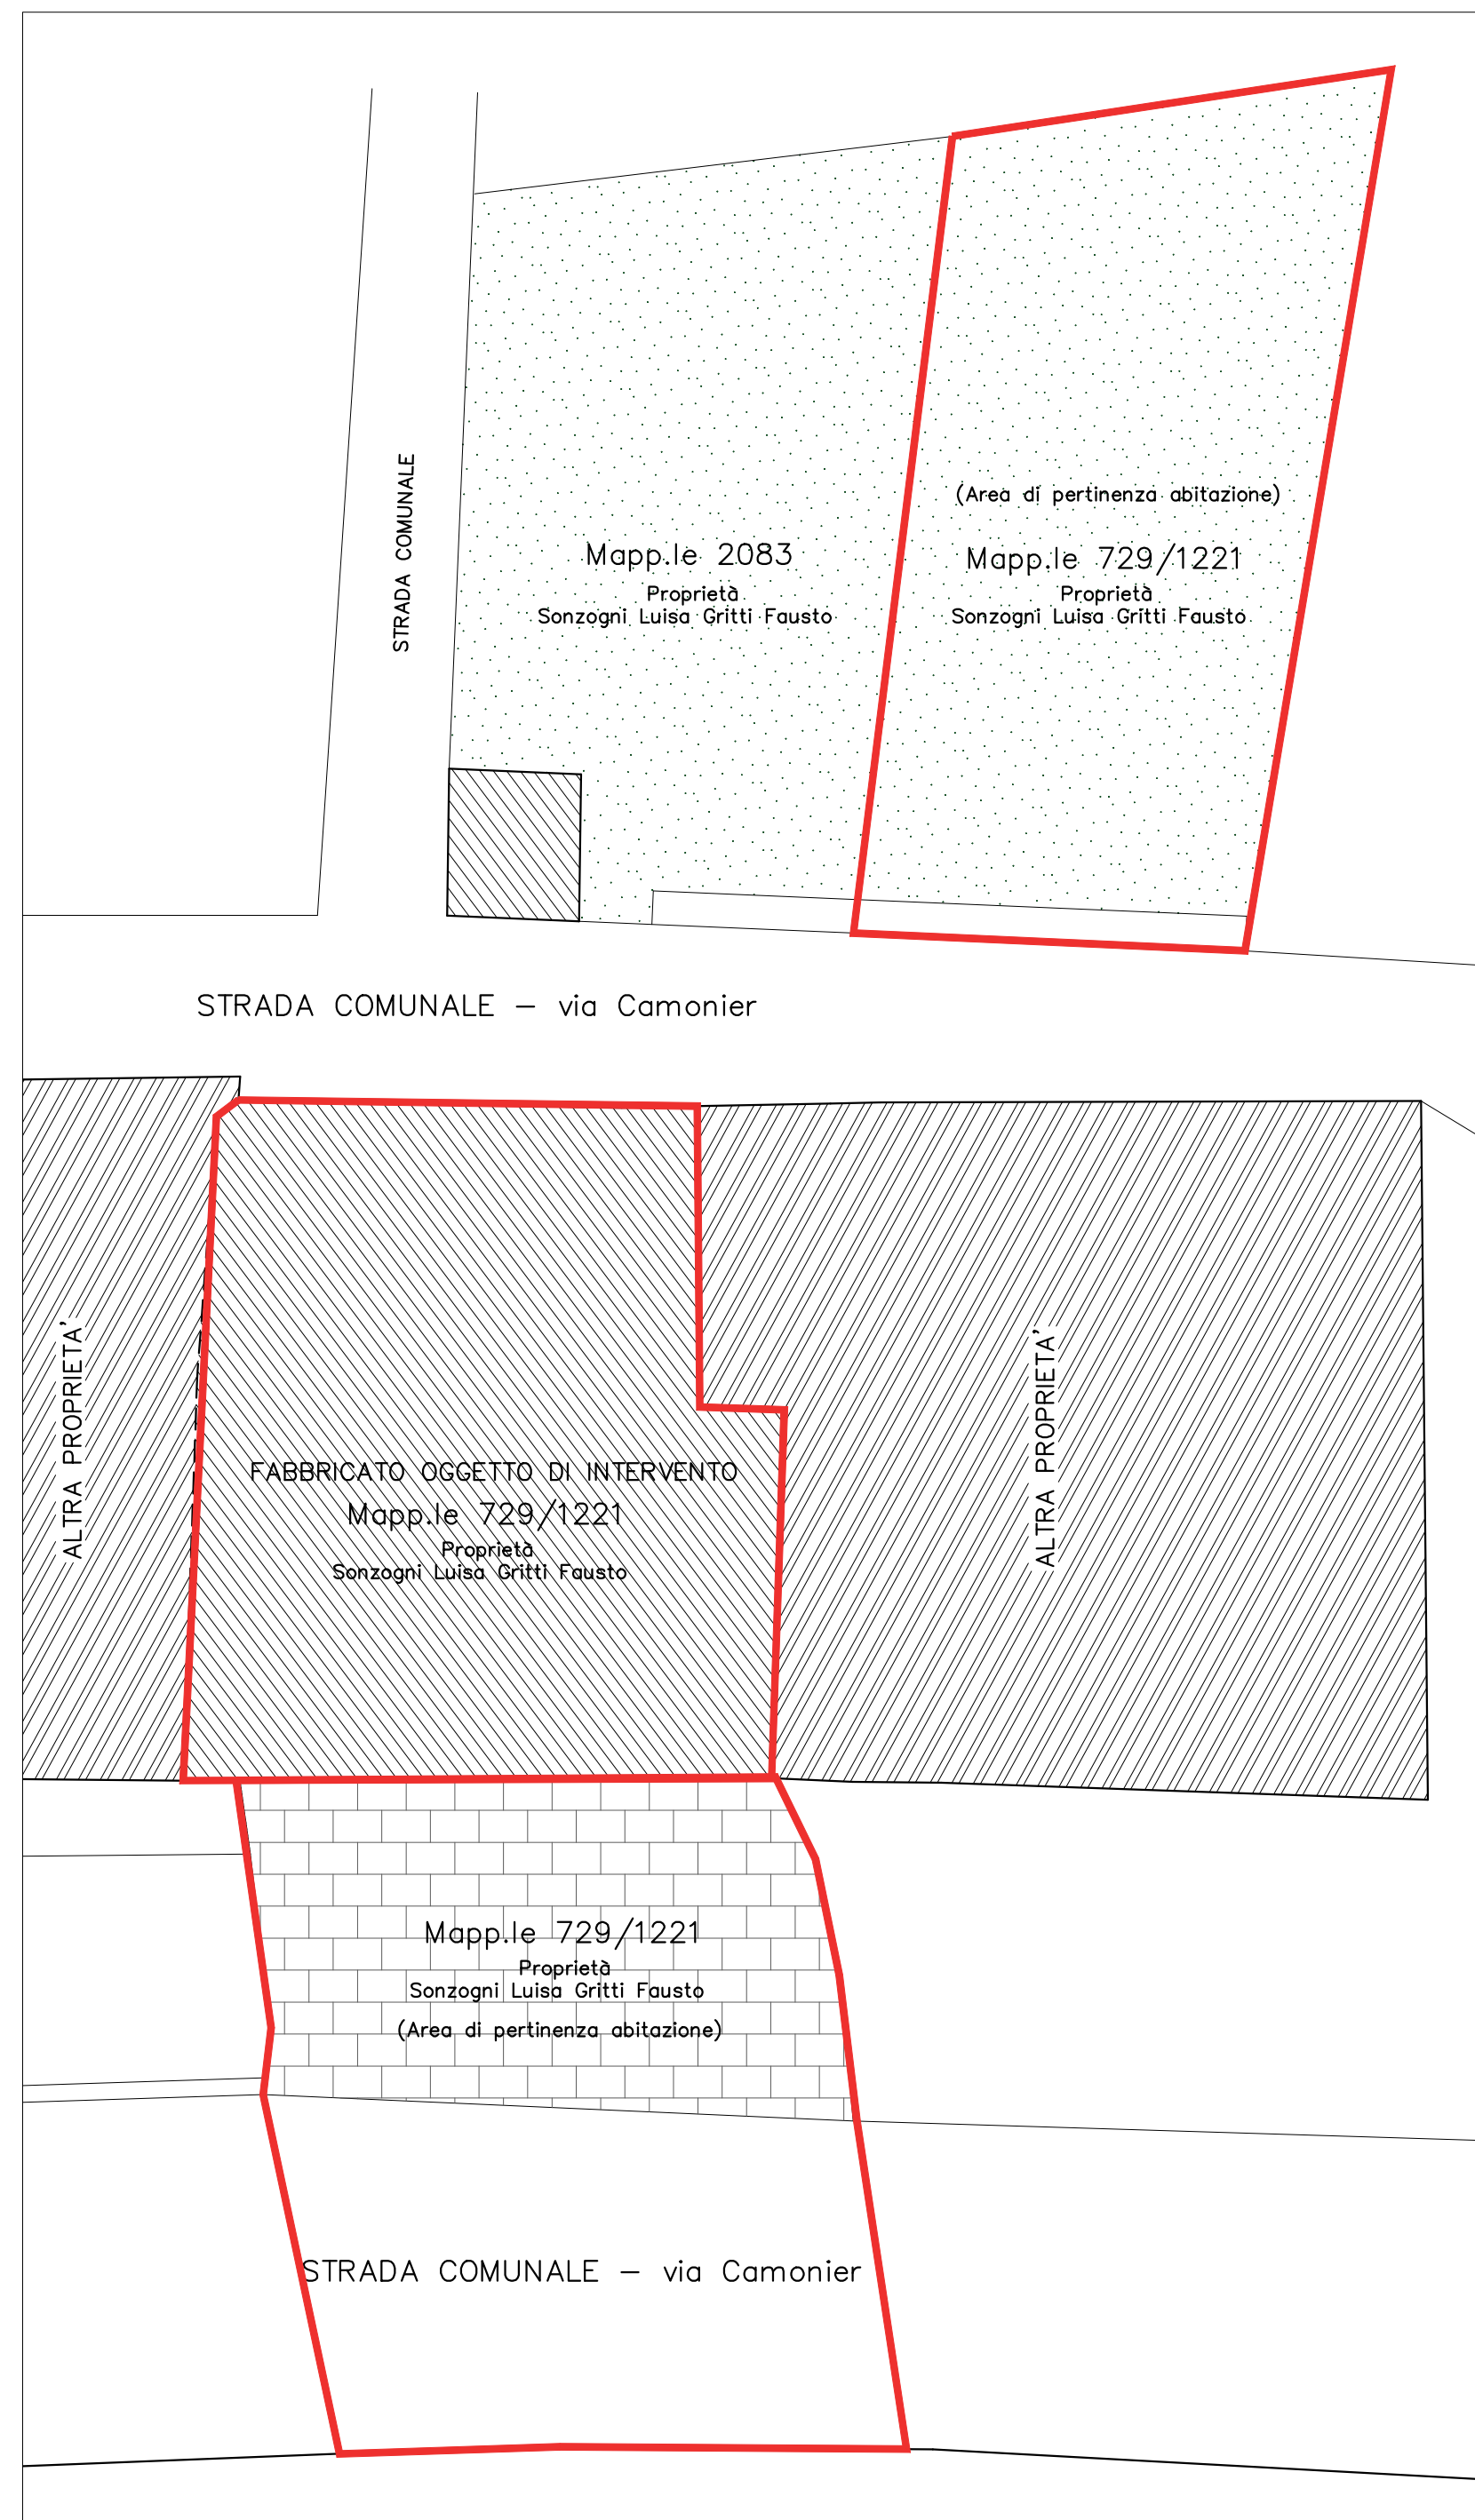 STRADA COMUNALE
(Area di pertinenza abitazione)
Mapp.le 2083
Proprietà
Sonzogni Luisa Gritti Fausto
Mapp.le 729/1221
Proprietà
Sonzogni Luisa Gritti Fausto
STRADA COMUNALE – via Camonier
ALTRA PROPRIETA'
FABBRICATO OGGETTO DI INTERVENTO
Mapp.le 729/1221
Proprietà
Sonzogni Luisa Gritti Fausto
ALTRA PROPRIETA'
Mapp.le 729/1221
Proprietà
Sonzogni Luisa Gritti Fausto
(Area di pertinenza abitazione)
STRADA COMUNALE – via Camonier